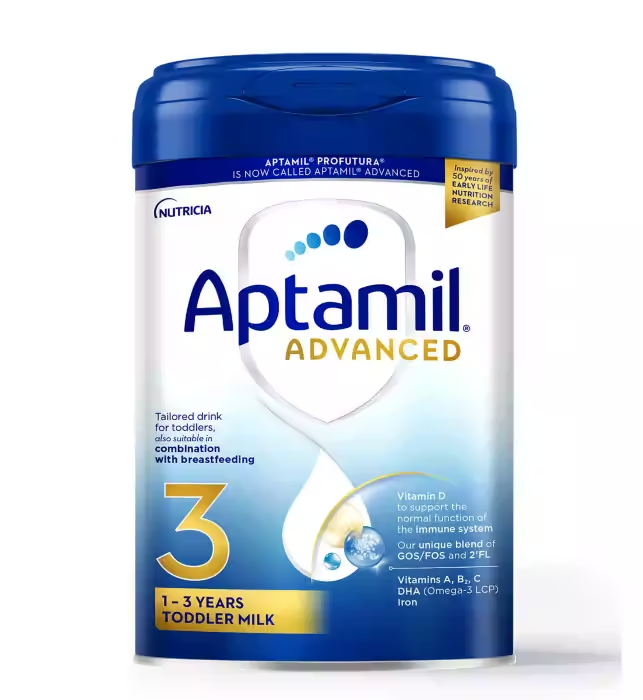 APTAMIL® PROFUTURA®
IS NOW CALLED APTAMIL® ADVANCED
Inspired by
50 years of
EARLY LIFE
NUTRITION
RESEARCH
NUTRICIA
Aptamil®
ADVANCED
Tailored drink
for toddlers,
also suitable in
combination
with breastfeeding
3
1 – 3 YEARS
TODDLER MILK
Vitamin D
to support the
normal function of
the immune system
Our unique blend of
GOS/FOS and 2'FL
Vitamins A, B₂, C
DHA (Omega-3 LCP)
Iron